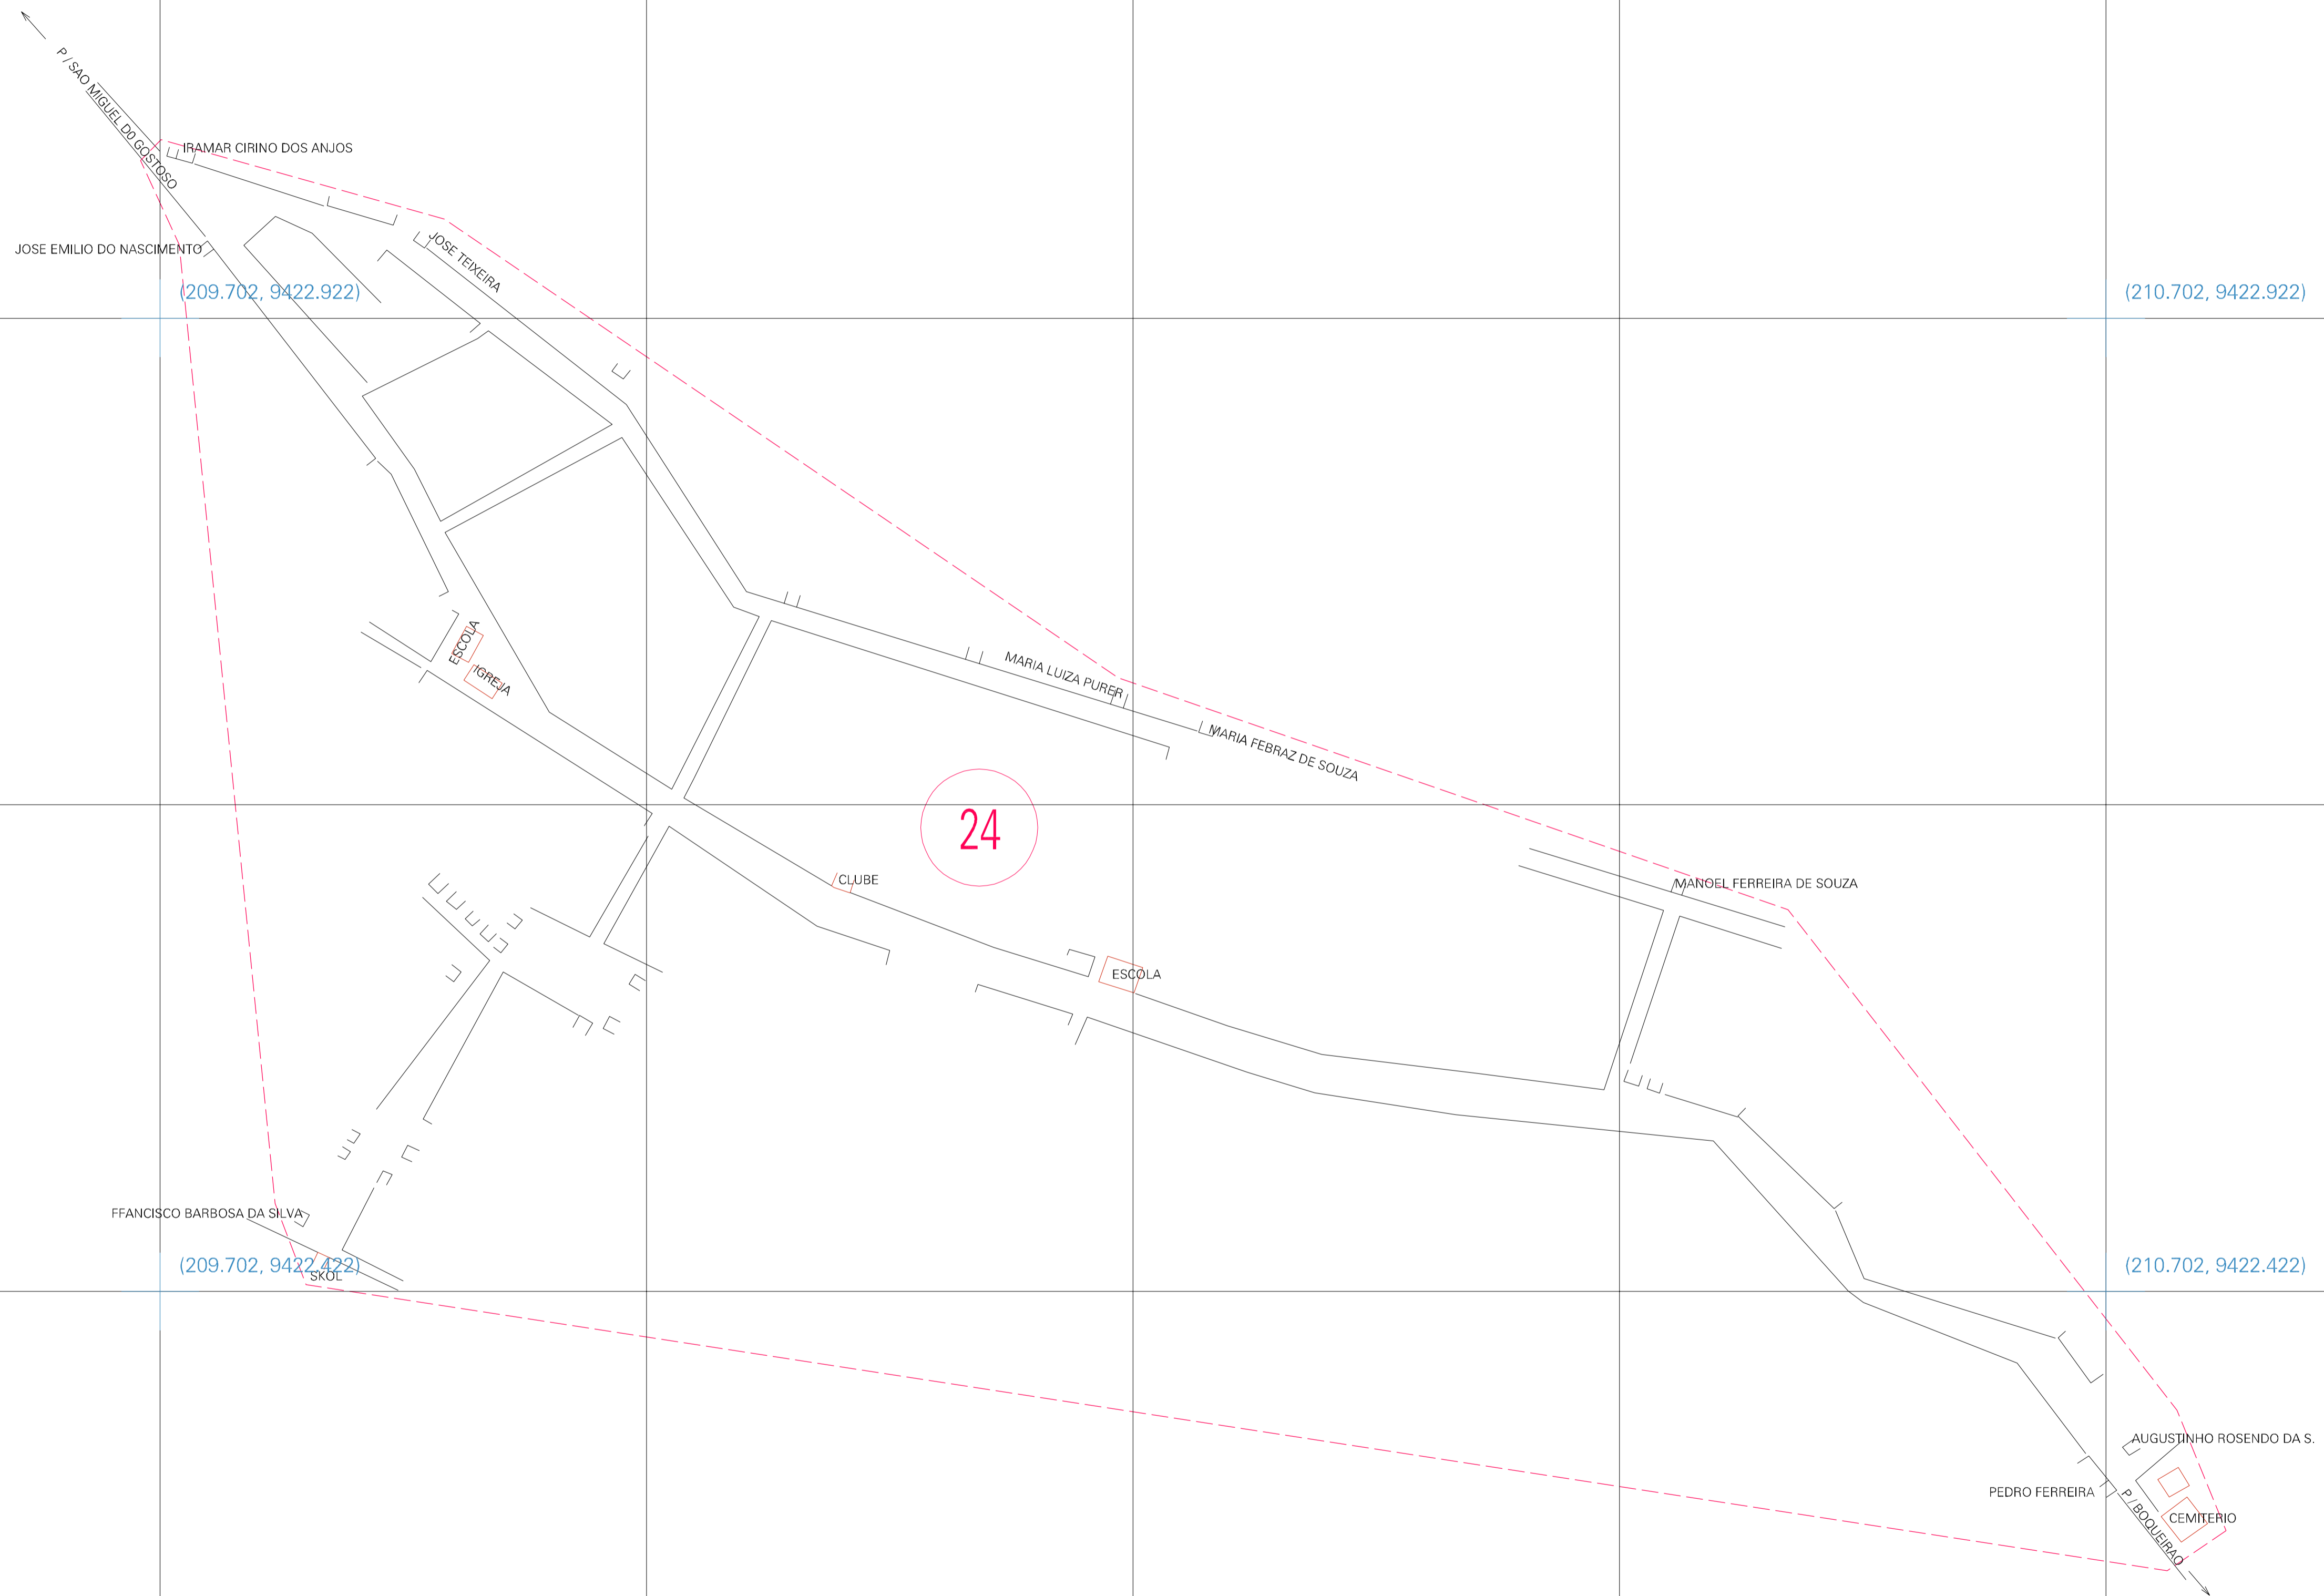 P / SAO MIGUEL D0 GOSTOSO
IRAMAR CIRINO DOS ANJOS
JOSE EMILIO DO NASCIMENTO
JOSE TEIXEIRA
(209.702, 9422.922)
(210.702, 9422.922)
ESCOLA
IGREJA
MARIA LUIZA PURER
MARIA FEBRAZ DE SOUZA
24
CLUBE
MANOEL FERREIRA DE SOUZA
ESCOLA
FFANCISCO BARBOSA DA SILVA
(209.702, 9422.422)
SKOL
(210.702, 9422.422)
AUGUSTINHO ROSENDO DA S.
PEDRO FERREIRA
P / BOQUEIRAO
CEMITERIO